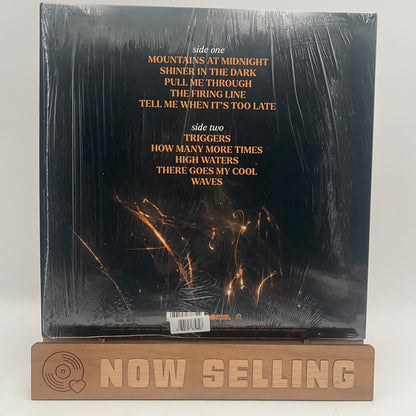 side one
MOUNTAINS AT MIDNIGHT
SHINER IN THE DARK
PULL ME THROUGH
THE FIRING LINE
TELL ME WHEN IT'S TOO LATE
side two
TRIGGERS
HOW MANY MORE TIMES
HIGH WATERS
THERE GOES MY COOL
WAVES
NOW SELLING